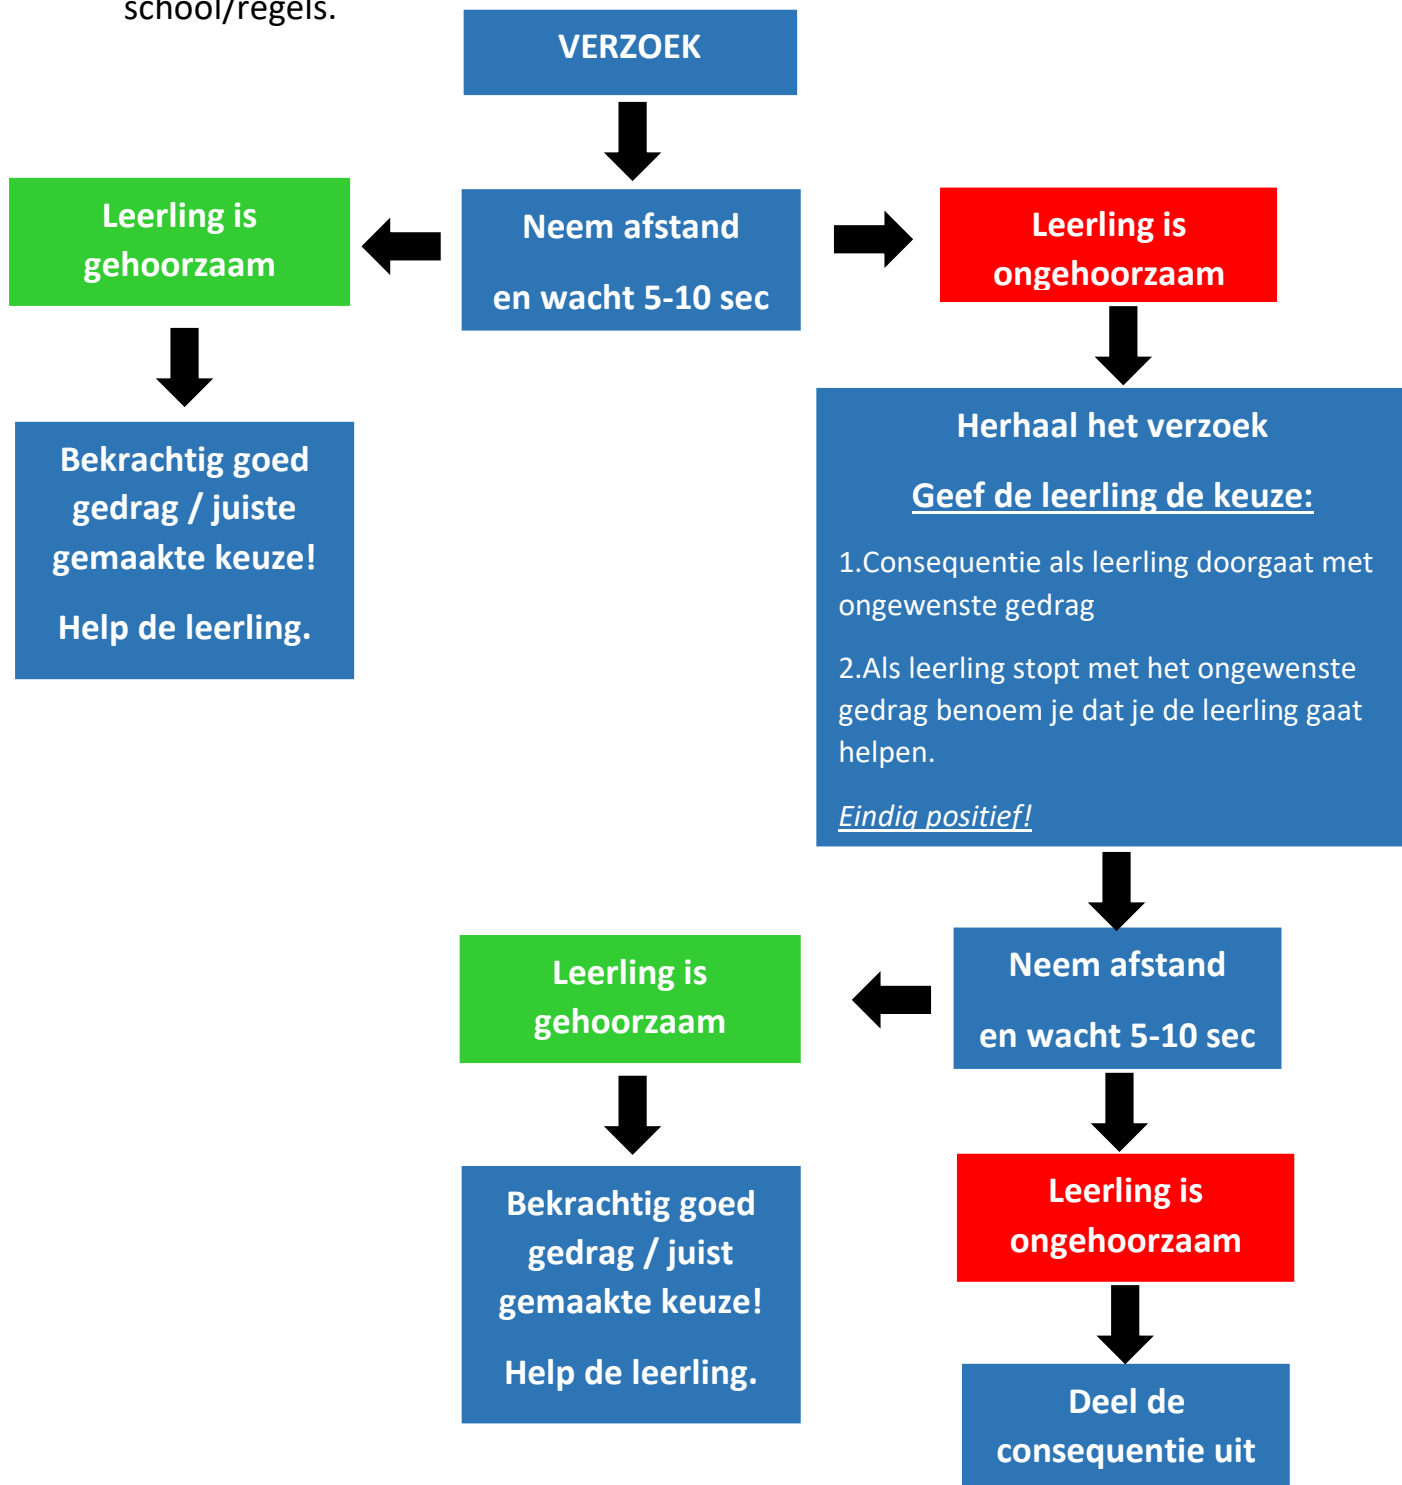 school/regels.
VERZOEK
Leerling is
gehoorzaam
Neem afstand
en wacht 5-10 sec
Leerling is
ongehoorzaam
Bekrachtig goed
gedrag / juiste
gemaakte keuze!
Help de leerling.
Herhaal het verzoek
Geef de leerling de keuze:
1.Consequentie als leerling doorgaat met
ongewenste gedrag
2.Als leerling stopt met het ongewenste
gedrag benoem je dat je de leerling gaat
helpen.
Eindig positief!
Leerling is
gehoorzaam
Neem afstand
en wacht 5-10 sec
Bekrachtig goed
gedrag / juist
gemaakte keuze!
Help de leerling.
Leerling is
ongehoorzaam
Deel de
consequentie uit